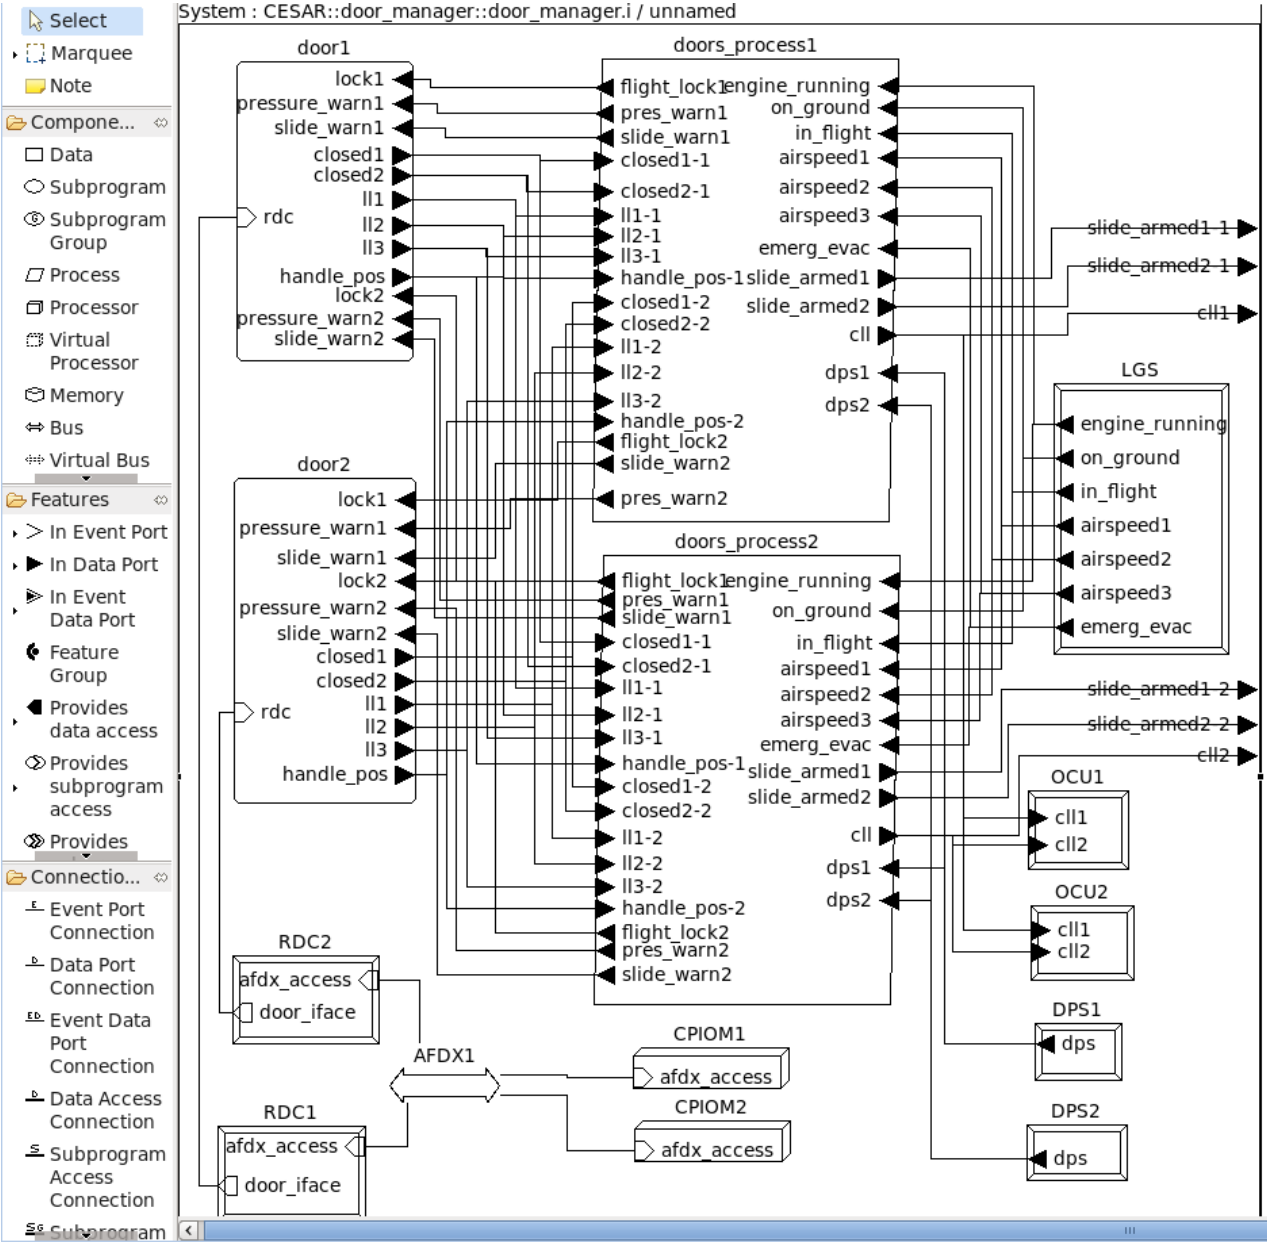 System : CESAR::door_manager::door_manager.i / unnamed
Select
Marquee
Note
Compone...
Data
Subprogram
Subprogram
Group
Process
Processor
Virtual
Processor
Memory
Bus
Virtual Bus
Features
In Event Port
In Data Port
In Event
Data Port
Feature
Group
Provides
data access
Provides
subprogram
access
Provides
Connectio...
Event Port
Connection
Data Port
Connection
Event Data
Port
Connection
Data Access
Connection
Subprogram
Access
Connection
Subprogram
door1
lock1
pressure_warn1
slide_warn1
closed1
closed2
ll1
rdc
ll2
ll3
handle_pos
lock2
pressure_warn2
slide_warn2
door2
lock1
pressure_warn1
slide_warn1
lock2
pressure_warn2
slide_warn2
closed1
closed2
ll1
rdc
ll2
ll3
handle_pos
RDC2
afdx_access
door_iface
AFDX1
RDC1
afdx_access
door_iface
doors_process1
flight_lock1
pres_warn1
slide_warn1
closed1-1
closed2-1
ll1-1
ll2-1
ll3-1
handle_pos-1
closed1-2
closed2-2
ll1-2
ll2-2
ll3-2
handle_pos-2
flight_lock2
slide_warn2
pres_warn2
engine_running
on_ground
in_flight
airspeed1
airspeed2
airspeed3
emerg_evac
slide_armed1
slide_armed2
cll
dps1
dps2
doors_process2
flight_lock1
pres_warn1
slide_warn1
closed1-1
closed2-1
ll1-1
ll2-1
ll3-1
handle_pos-1
closed1-2
closed2-2
ll1-2
ll2-2
ll3-2
handle_pos-2
flight_lock2
pres_warn2
slide_warn2
engine_running
on_ground
in_flight
airspeed1
airspeed2
airspeed3
emerg_evac
slide_armed1
slide_armed2
cll
dps1
dps2
CPIOM1
afdx_access
CPIOM2
afdx_access
slide_armed1-1
slide_armed2-1
cll1
LGS
engine_running
on_ground
in_flight
airspeed1
airspeed2
airspeed3
emerg_evac
slide_armed1-2
slide_armed2-2
cll2
OCU1
cll1
cll2
OCU2
cll1
cll2
DPS1
dps
DPS2
dps